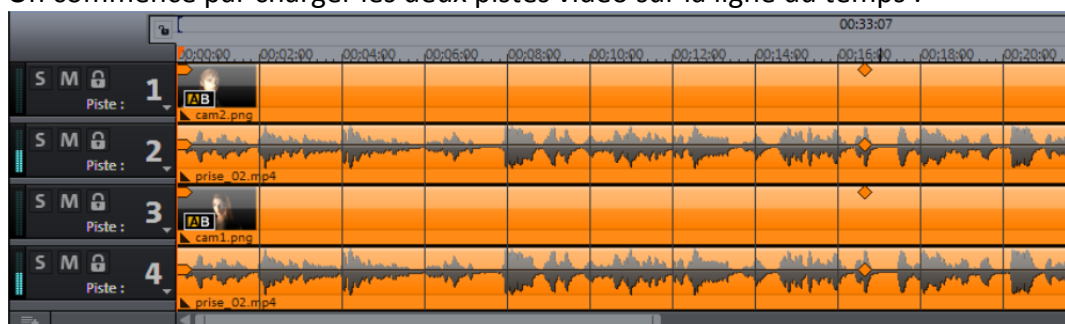 On commence par charger les deux pistes vidéo sur la ligne du temps :
00:33:07
00:00:00 00:02:00 00:04:00 00:06:00 00:08:00 00:10:00 00:12:00 00:14:00 00:16:00 00:18:00 00:20:00
S M 1
Piste :
AB
cam2.png
S M 2
Piste :
prise_02.mp4
S M 3
Piste :
AB
cam1.png
S M 4
Piste :
prise_02.mp4